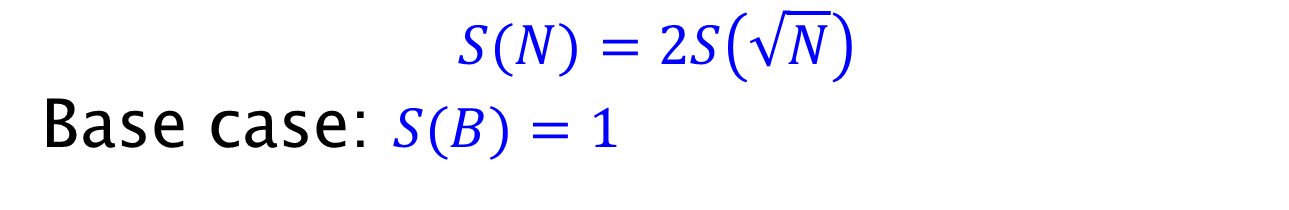 S(N) = 2S(√N)
Base case: S(B) = 1